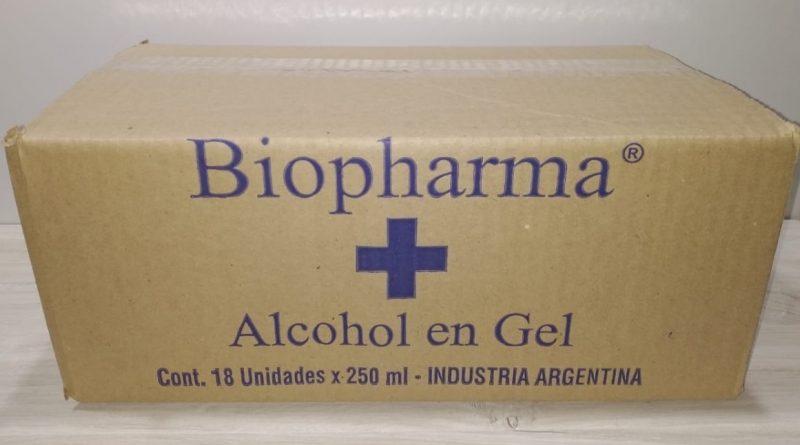 Biopharma®
Alcohol en Gel
Cont. 18 Unidades x 250 ml - INDUSTRIA ARGENTINA